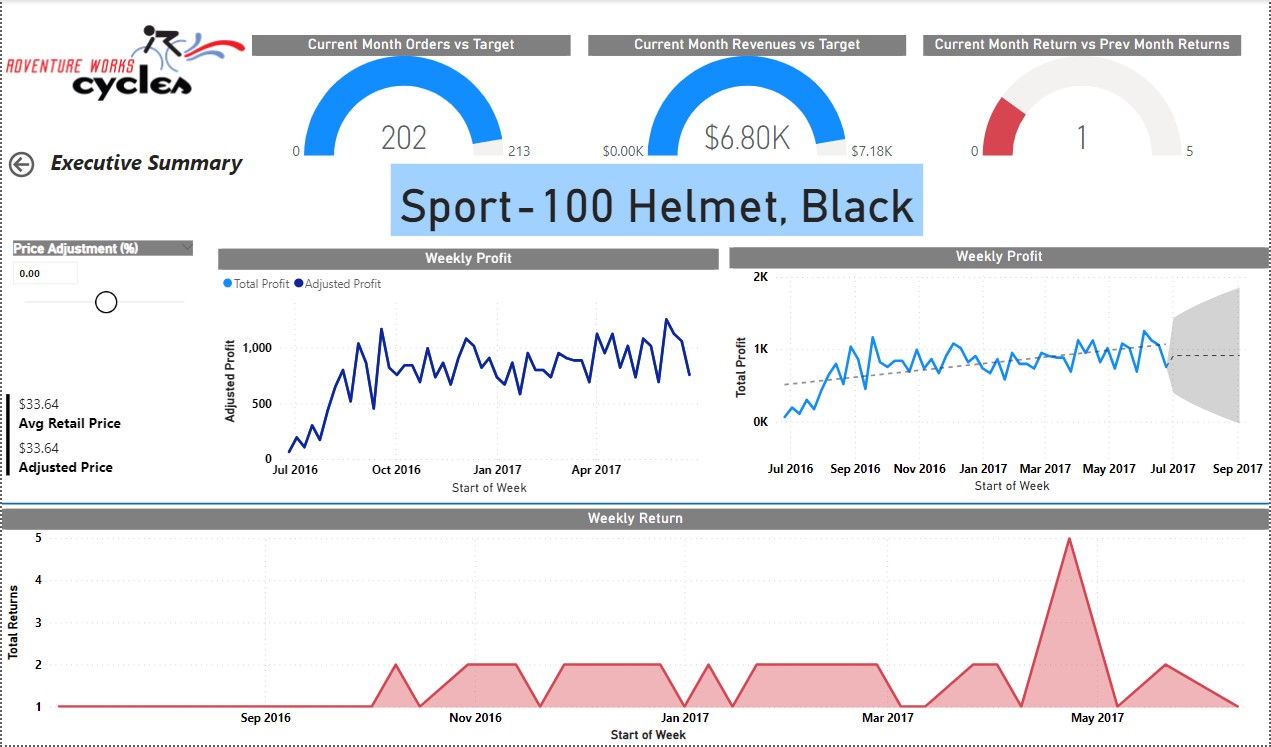 ADVENTURE WORKS
cycles
Current Month Orders vs Target
202
0
213
Current Month Revenues vs Target
$6.80K
$0.00K
$7.18K
Current Month Return vs Prev Month Returns
1
0
5
Executive Summary
Sport-100 Helmet, Black
Price Adjustment (%)
0.00
$33.64
Avg Retail Price
$33.64
Adjusted Price
Weekly Profit
Total Profit Adjusted Profit
Adjusted Profit
1,000
500
0
Jul 2016 Oct 2016 Jan 2017 Apr 2017
Start of Week
Weekly Profit
Total Profit
2K
1K
0K
Jul 2016 Sep 2016 Nov 2016 Jan 2017 Mar 2017 May 2017 Jul 2017 Sep 2017
Start of Week
Weekly Return
Total Returns
5
4
3
2
1
Sep 2016 Nov 2016 Jan 2017 Mar 2017 May 2017
Start of Week